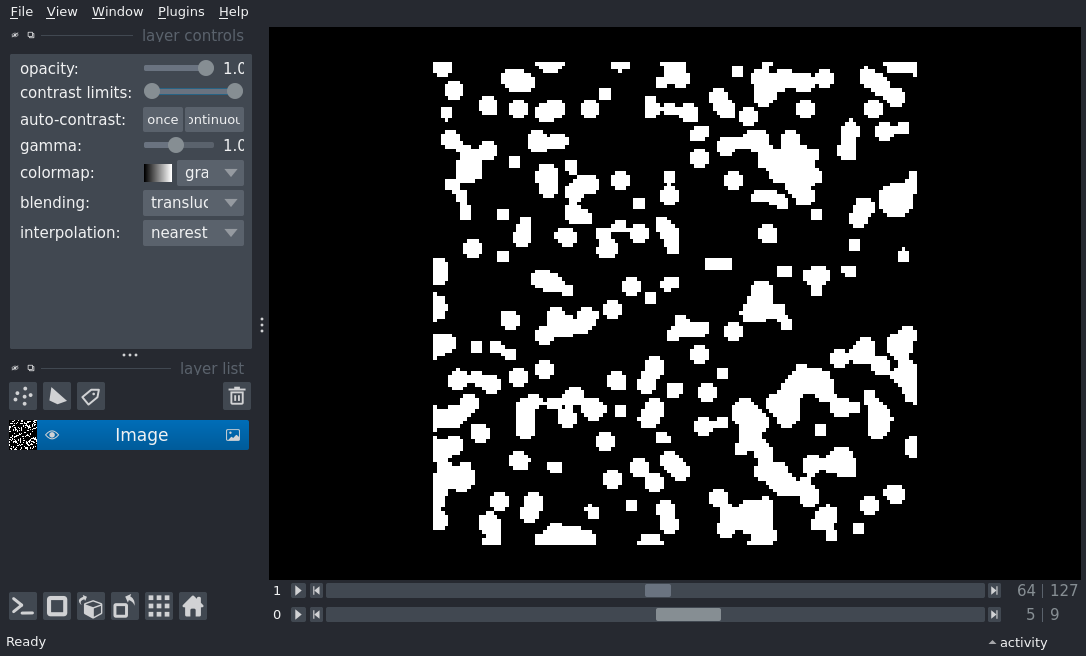 File View Window Plugins Help
layer controls
opacity: 1.0
contrast limits:
auto-contrast: once ontinuou
gamma: 1.0
colormap: gra
blending: transluc
interpolation: nearest
layer list
Image
1 64 127
0 5 9
Ready activity